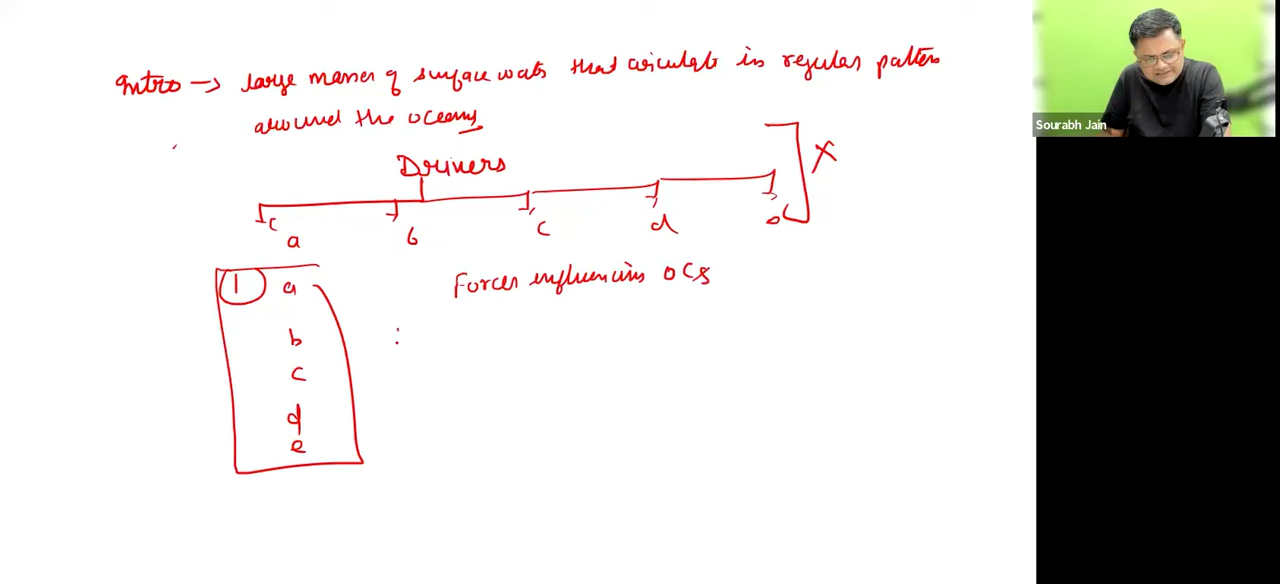 Intro → large masses of surface water that circulate in regular pattern
around the oceans
Sourabh Jain
Drivers
X
a b c d e
1 a
Forces influencing OCs
b :
c
d
e